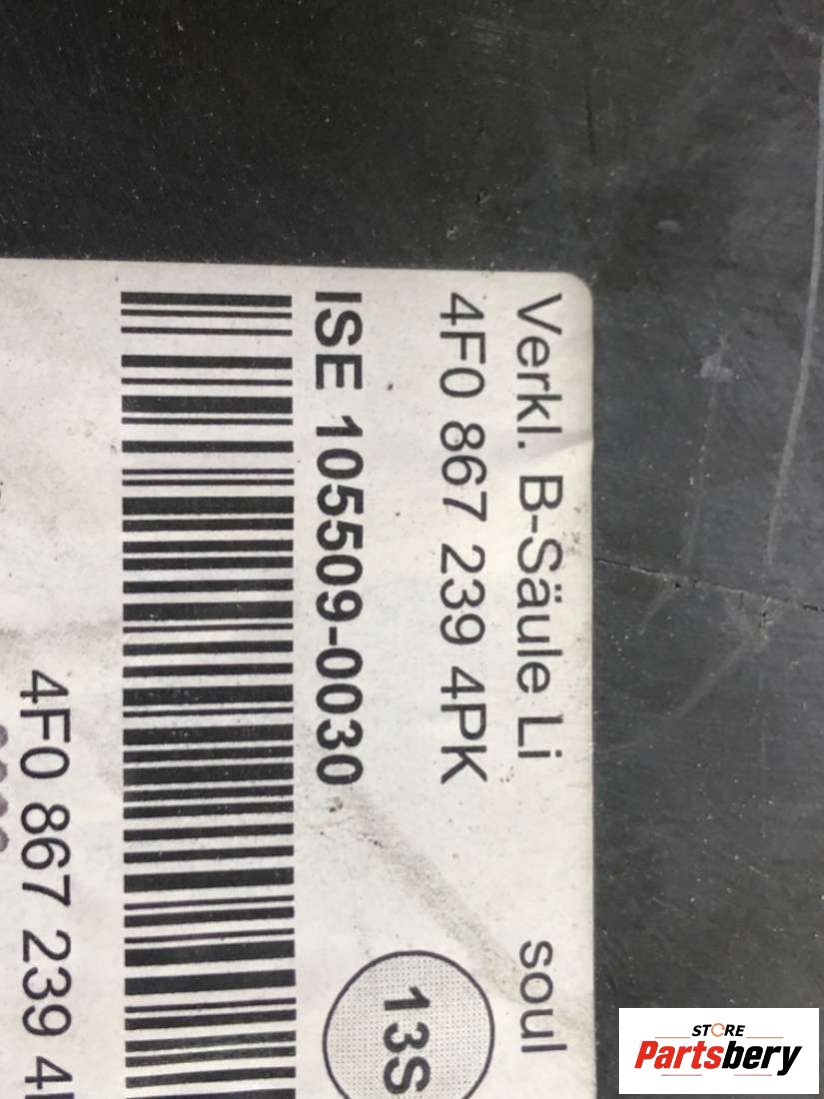 Verkl. B-Säule Li soul
4F0 867 239 4PK
ISE 105509-0030
13S
4F0 867 239
STORE
Partsbery